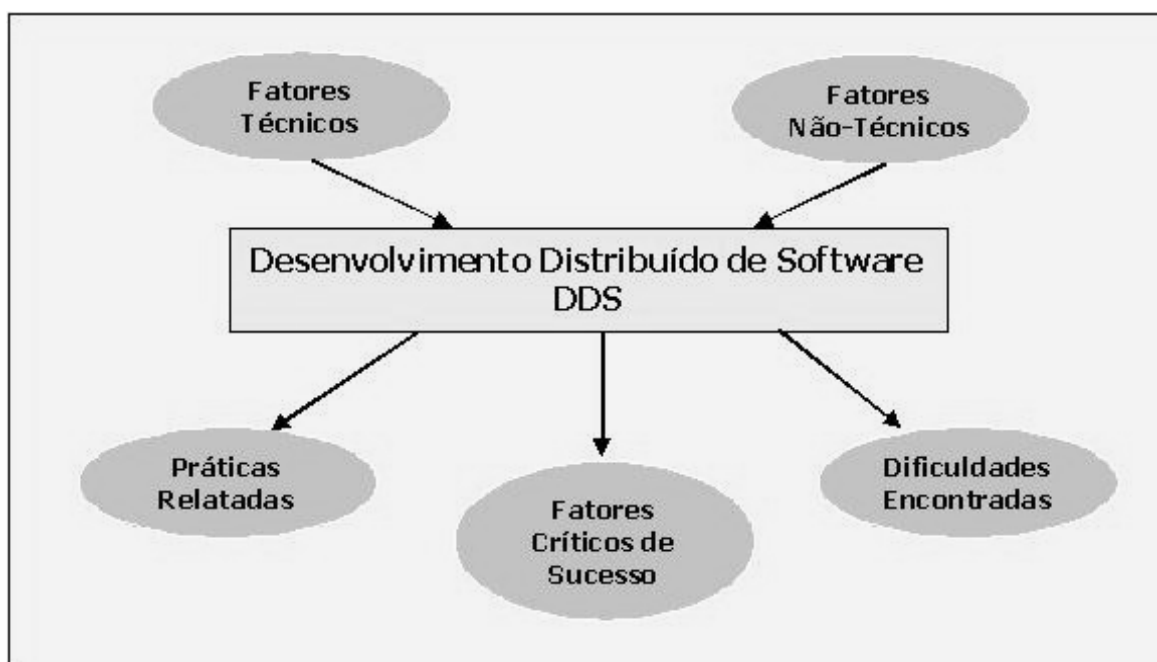 Fatores
Técnicos
Fatores
Não-Técnicos
Desenvolvimento Distribuído de Software
DDS
Práticas
Relatadas
Fatores
Críticos de
Sucesso
Dificuldades
Encontradas